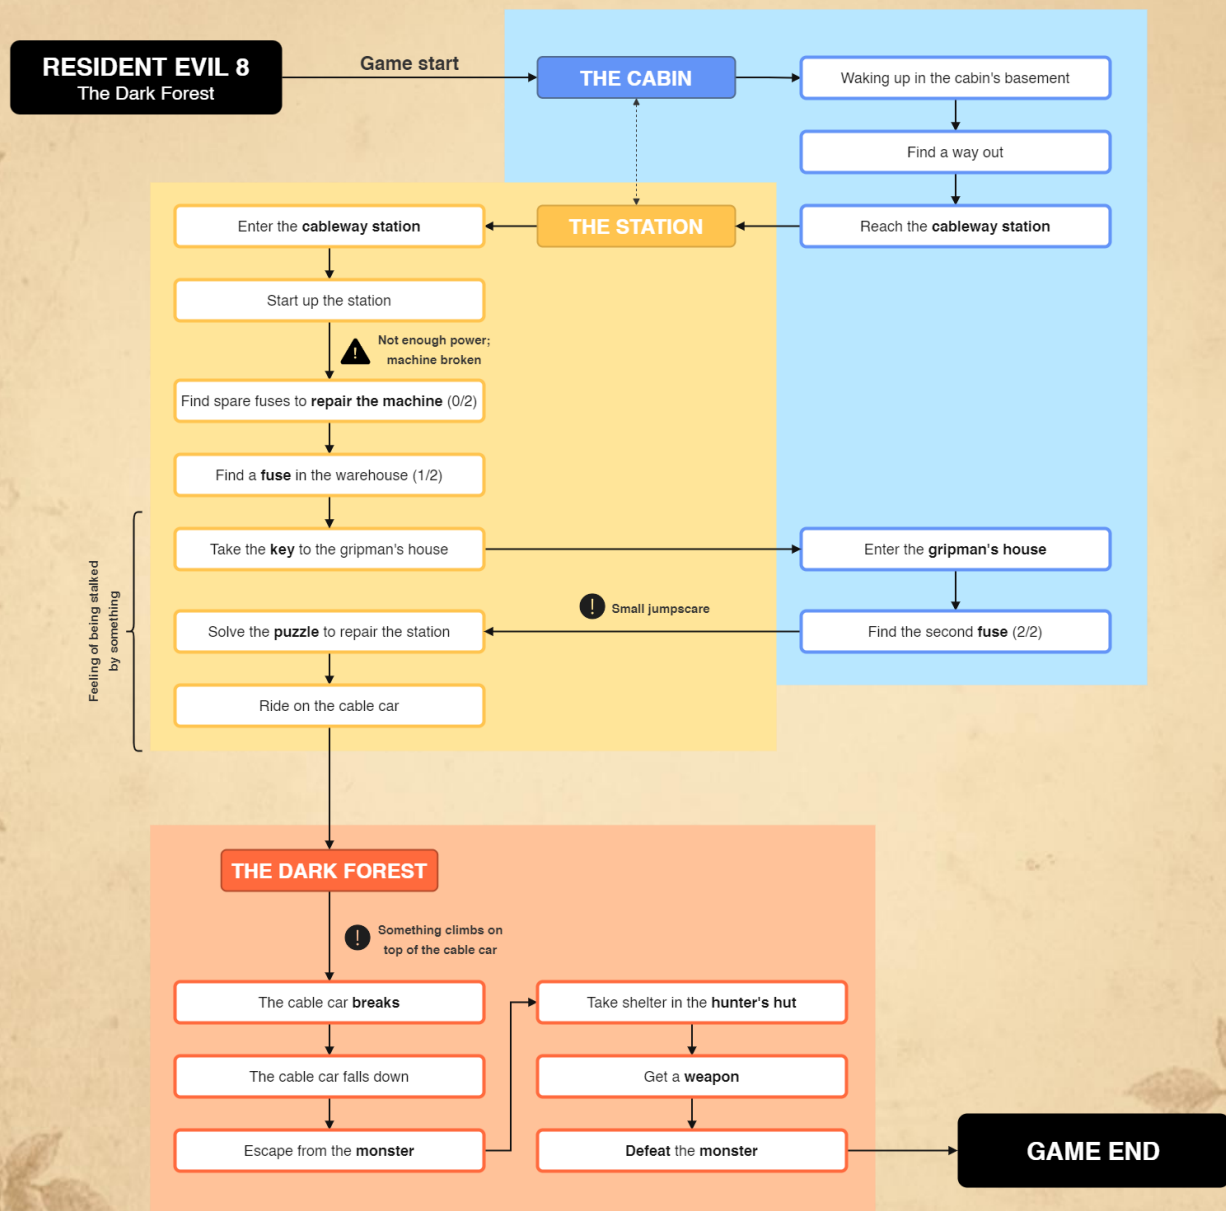 RESIDENT EVIL 8
The Dark Forest
Game start
THE CABIN
Waking up in the cabin's basement
Find a way out
Reach the cableway station
THE STATION
Enter the cableway station
Start up the station
Not enough power;
machine broken
Find spare fuses to repair the machine (0/2)
Find a fuse in the warehouse (1/2)
Take the key to the gripman's house
Enter the gripman's house
Find the second fuse (2/2)
Small jumpscare
Solve the puzzle to repair the station
Ride on the cable car
Feeling of being stalked
by something
THE DARK FOREST
Something climbs on
top of the cable car
The cable car breaks
The cable car falls down
Escape from the monster
Take shelter in the hunter's hut
Get a weapon
Defeat the monster
GAME END